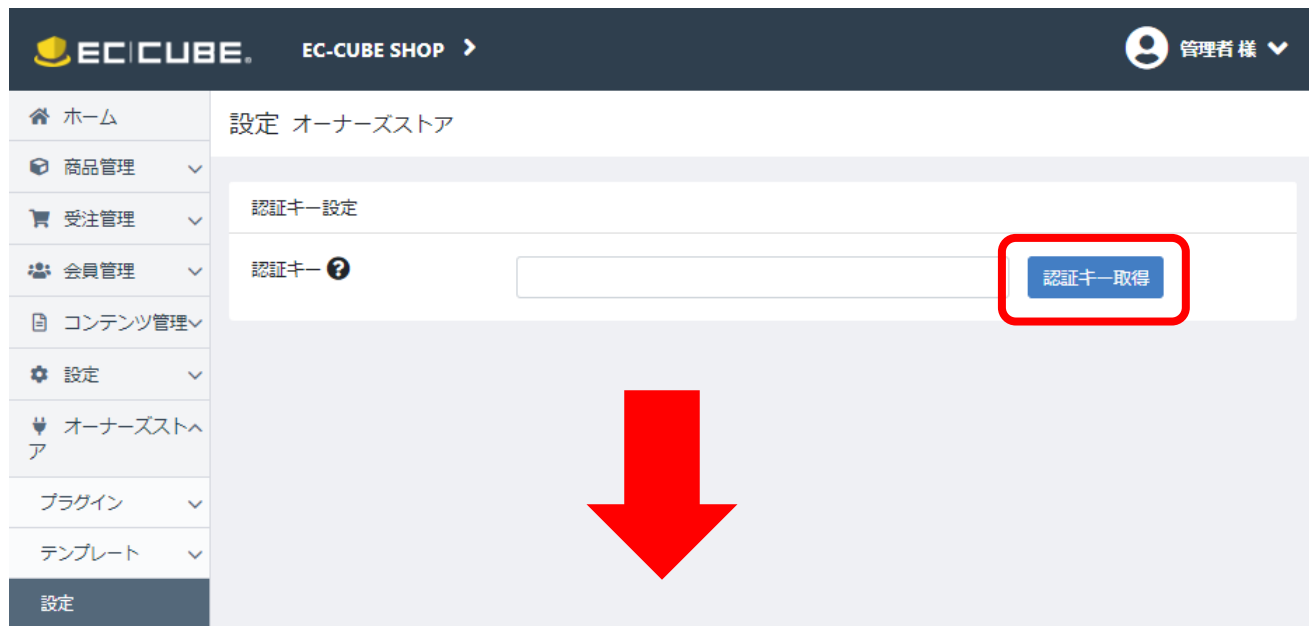 EC CUBE. EC-CUBE SHOP 管理者 様
ホーム
商品管理
受注管理
会員管理
コンテンツ管理
設定
オーナーズスト
ア
プラグイン
テンプレート
設定
設定 オーナーズストア
認証キー設定
認証キー ?
認証キー取得